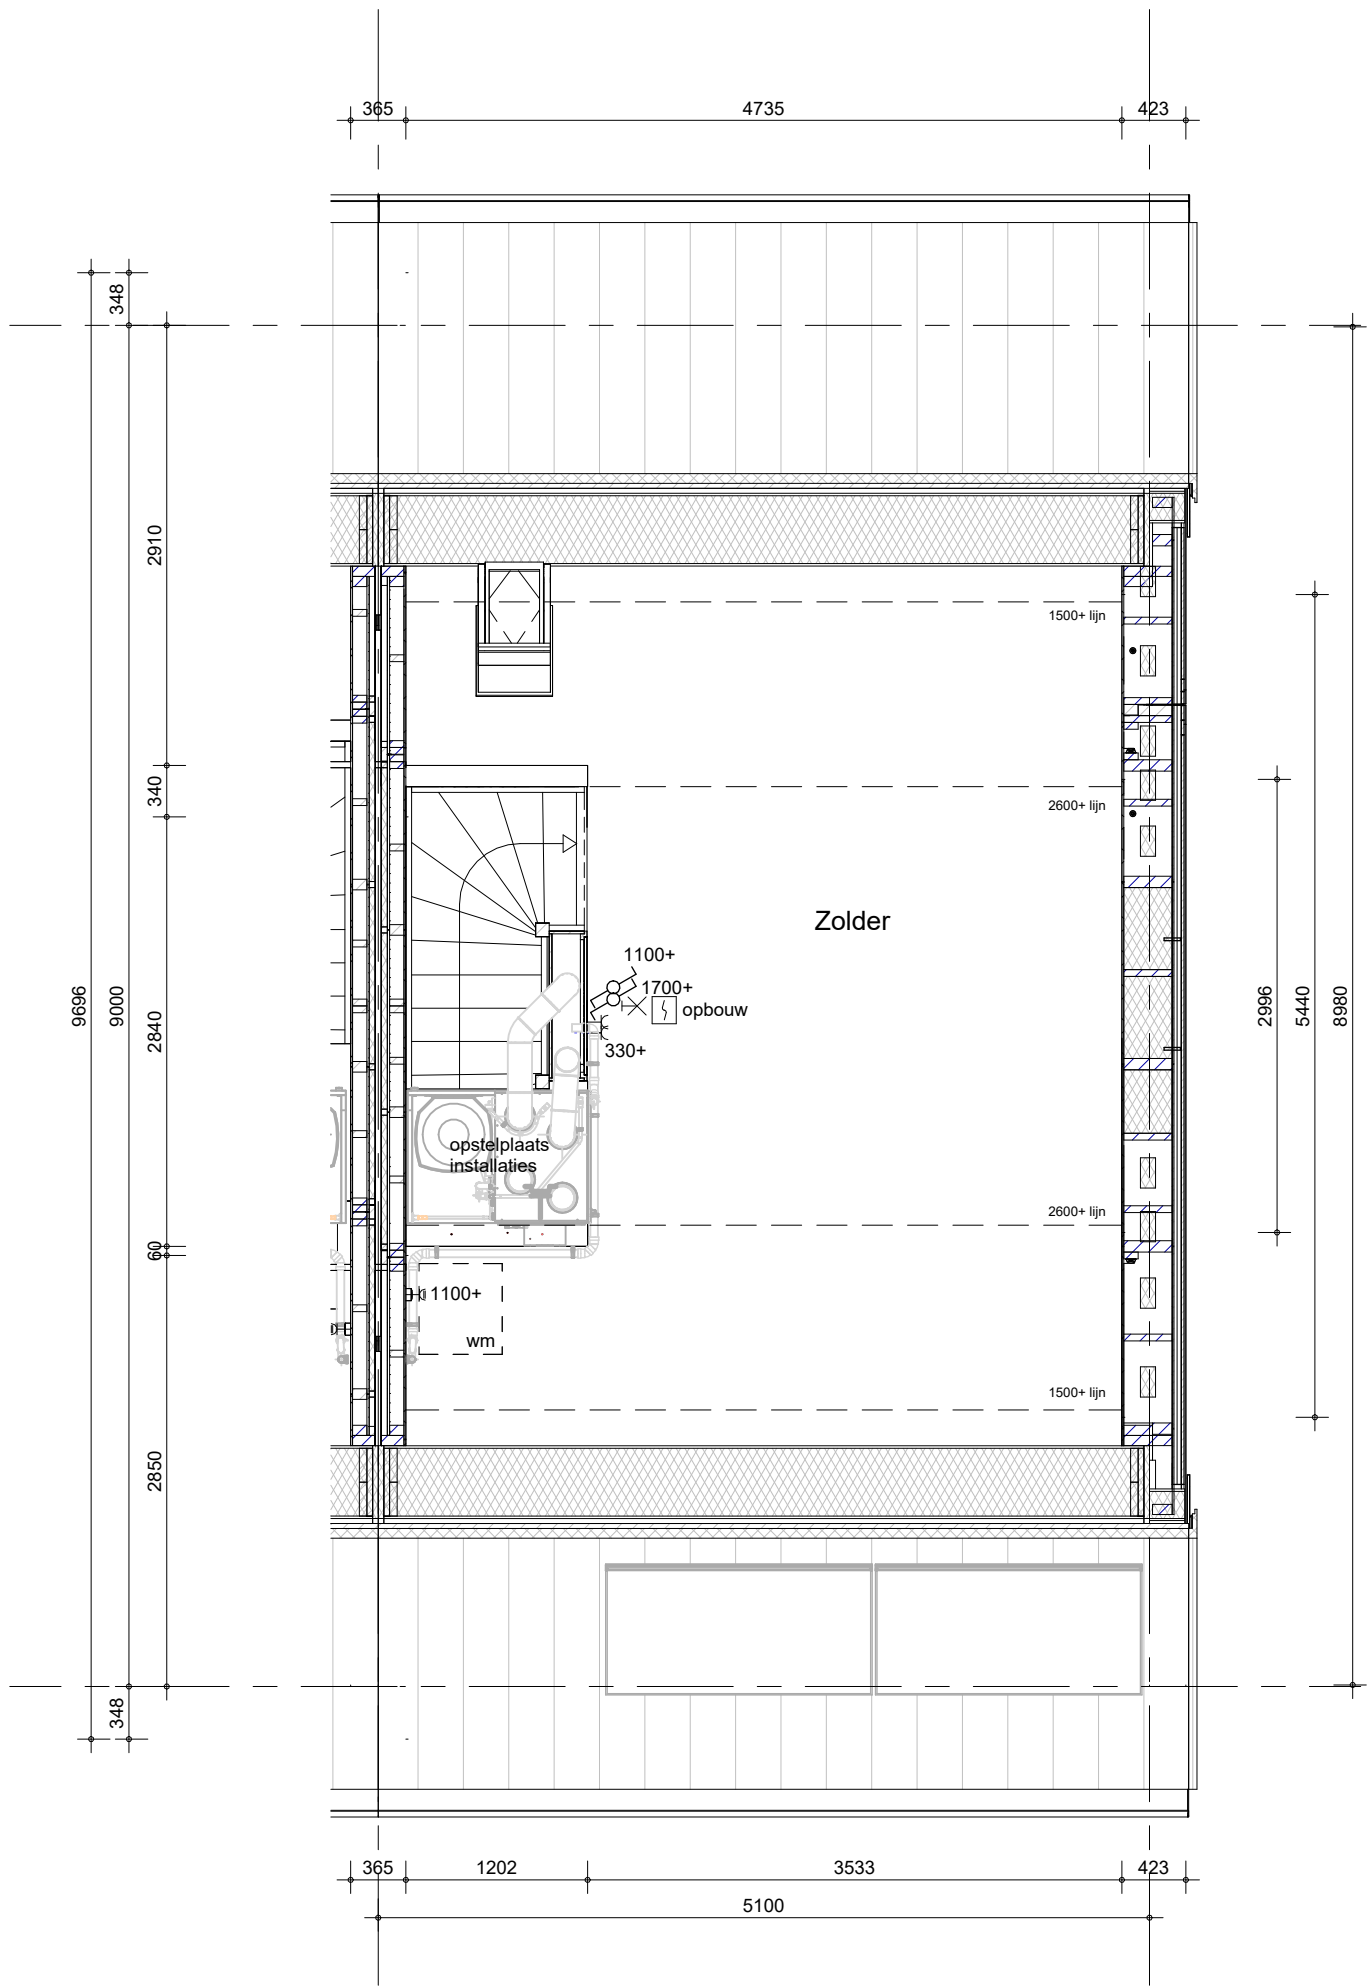 365
4735
423
348
2910
340
9696
9000
2840
60
2850
348
1500+ lijn
2600+ lijn
Zolder
1100+
1700+
opbouw
330+
opstelplaats
installaties
2600+ lijn
1100+
wm
1500+ lijn
2996
5440
8980
365
1202
3533
423
5100